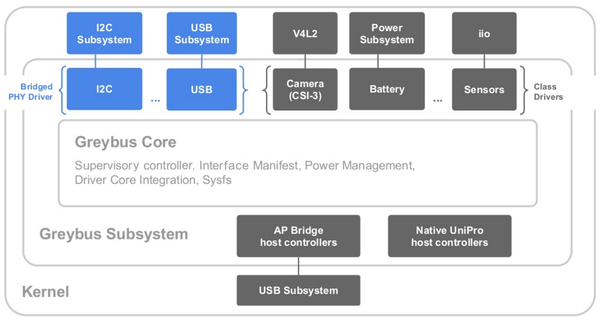 I2C
Subsystem
USB
Subsystem
V4L2
Power
Subsystem
iio
Bridged
PHY Driver
I2C
...
USB
Camera
(CSI-3)
Battery
...
Sensors
Class
Drivers
Greybus Core
Supervisory controller, Interface Manifest, Power Management,
Driver Core Integration, Sysfs
Greybus Subsystem
AP Bridge
host controllers
Native UniPro
host controllers
Kernel
USB Subsystem